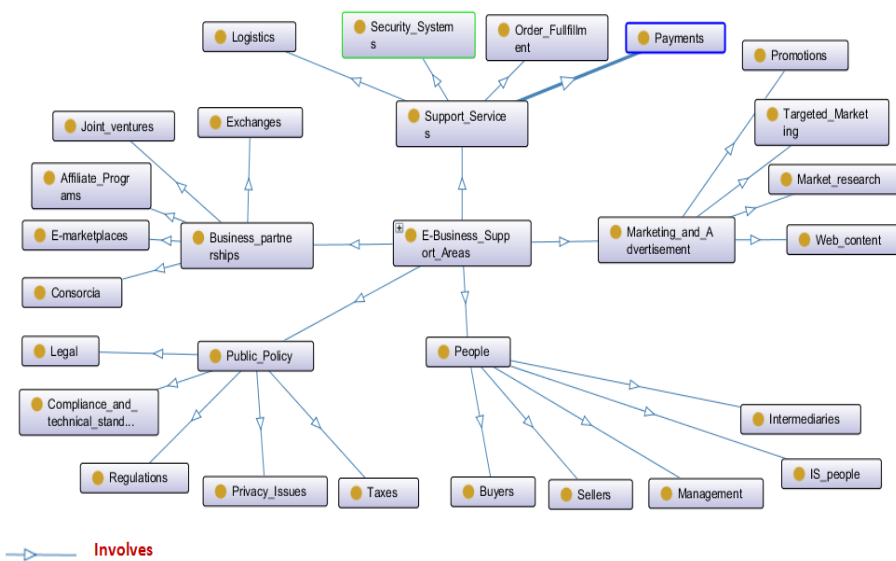 Logistics
Security_System
s
Order_Fullfillm
ent
Payments
Promotions
Joint_ventures
Exchanges
Support_Service
s
Targeted_Market
ing
Affiliate_Progr
ams
Market_research
E-marketplaces
Business_partne
rships
E-Business_Supp
ort_Areas
Marketing_and_A
dvertisement
Web_content
Consorcia
Legal
Public_Policy
People
Compliance_and_
technical_stand...
Intermediaries
Regulations
Privacy_Issues
Taxes
Buyers
Sellers
Management
IS_people
Involves